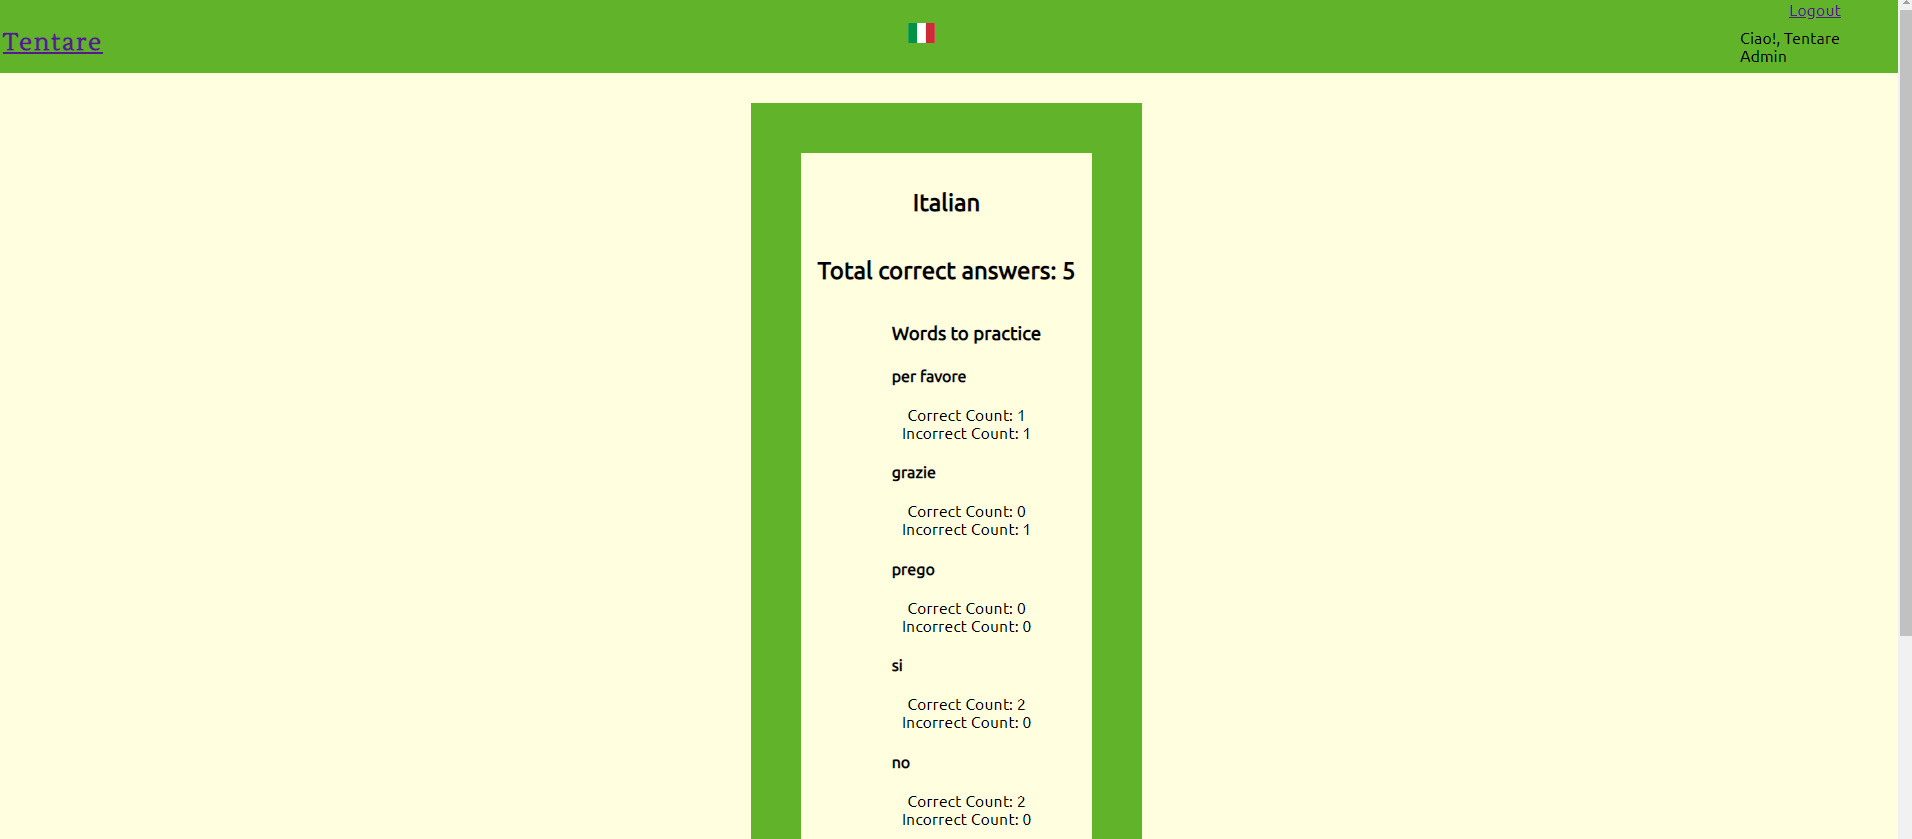 Tentare
Logout
Ciao!, Tentare
Admin
Italian
Total correct answers: 5
Words to practice
per favore
Correct Count: 1
Incorrect Count: 1
grazie
Correct Count: 0
Incorrect Count: 1
prego
Correct Count: 0
Incorrect Count: 0
si
Correct Count: 2
Incorrect Count: 0
no
Correct Count: 2
Incorrect Count: 0